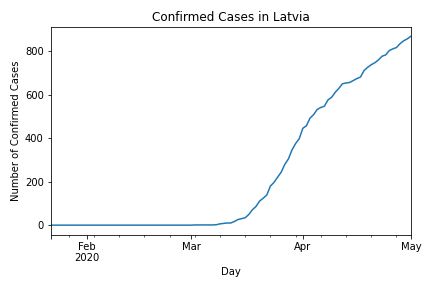 Confirmed Cases in Latvia
Number of Confirmed Cases
800
600
400
200
0
Feb
2020
Mar
Apr
May
Day